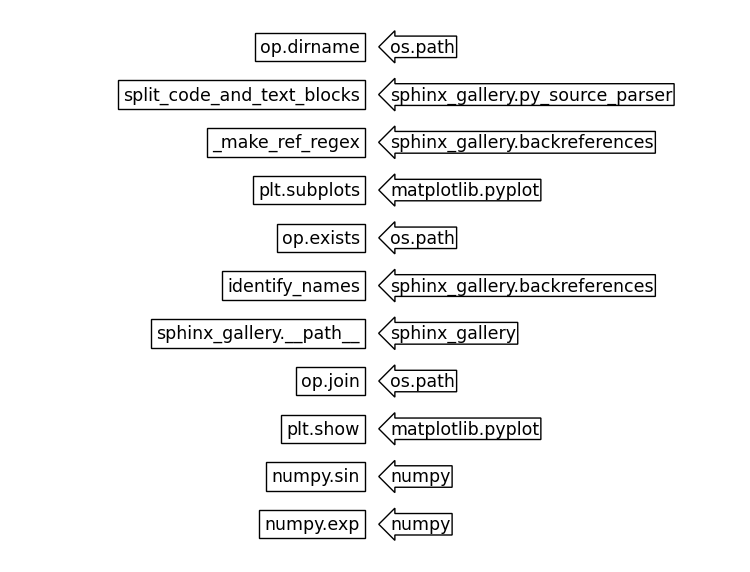 op.dirname os.path
split_code_and_text_blocks sphinx_gallery.py_source_parser
_make_ref_regex sphinx_gallery.backreferences
plt.subplots matplotlib.pyplot
op.exists os.path
identify_names sphinx_gallery.backreferences
sphinx_gallery.__path__ sphinx_gallery
op.join os.path
plt.show matplotlib.pyplot
numpy.sin numpy
numpy.exp numpy